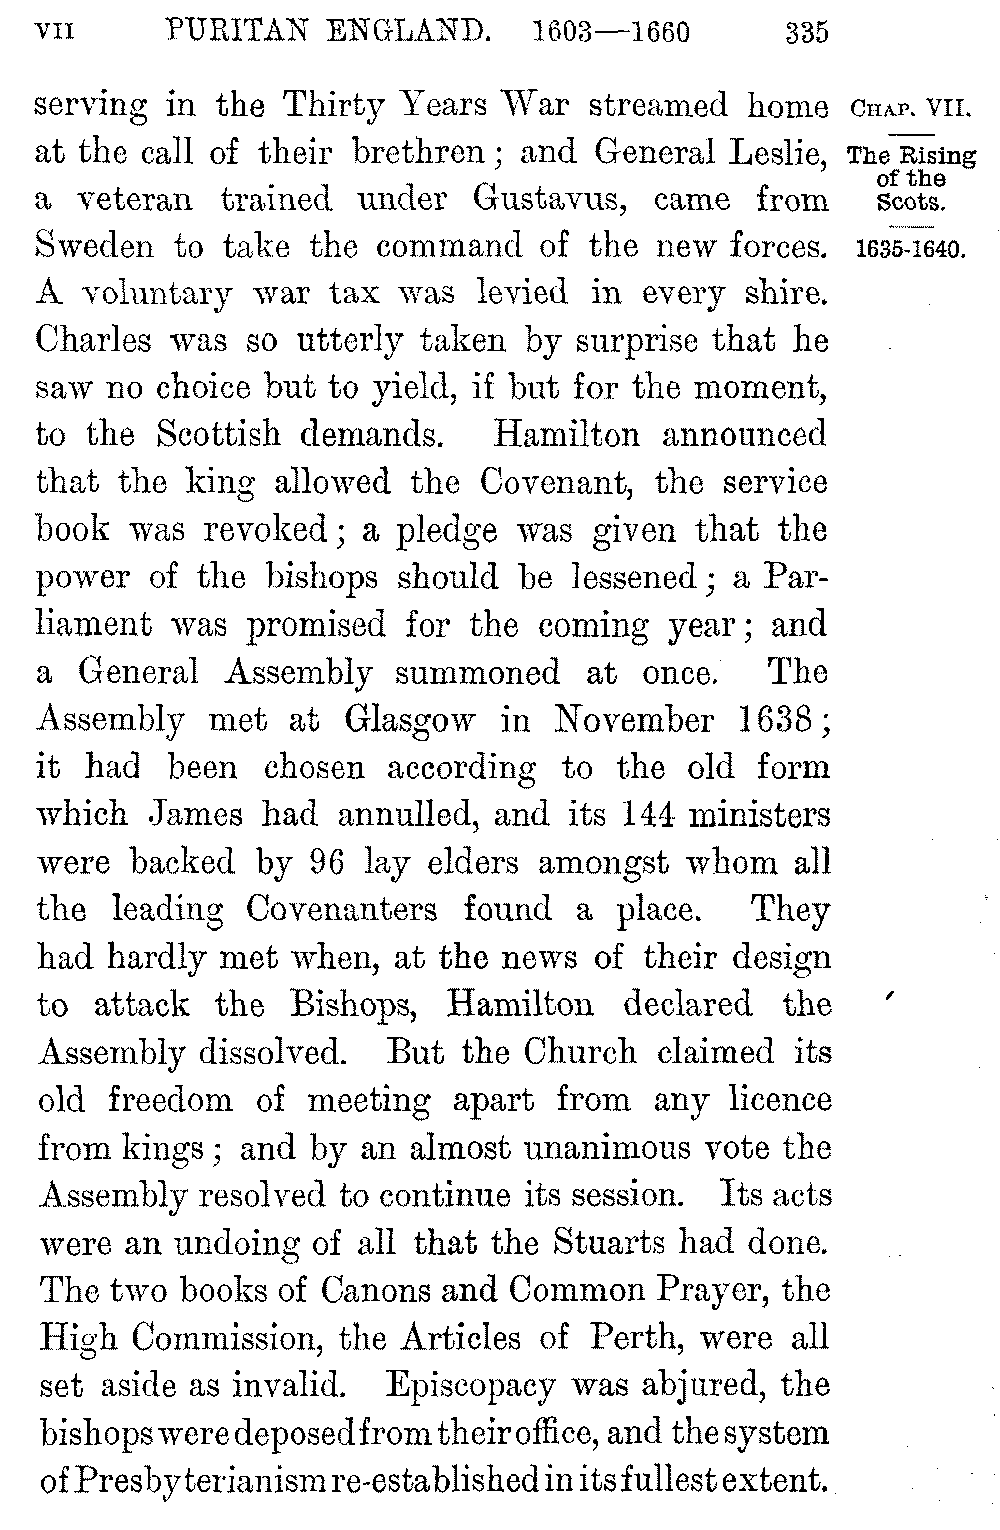 VII PURITAN ENGLAND. 1603—1660 335
serving in the Thirty Years War streamed home
at the call of their brethren; and General Leslie,
a veteran trained under Gustavus, came from
Sweden to take the command of the new forces.
A voluntary war tax was levied in every shire.
Charles was so utterly taken by surprise that he
saw no choice but to yield, if but for the moment,
to the Scottish demands. Hamilton announced
that the king allowed the Covenant, the service
book was revoked; a pledge was given that the
power of the bishops should be lessened; a Par-
liament was promised for the coming year; and
a General Assembly summoned at once. The
Assembly met at Glasgow in November 1638;
it had been chosen according to the old form
which James had annulled, and its 144 ministers
were backed by 96 lay elders amongst whom all
the leading Covenanters found a place. They
had hardly met when, at the news of their design
to attack the Bishops, Hamilton declared the
Assembly dissolved. But the Church claimed its
old freedom of meeting apart from any licence
from kings; and by an almost unanimous vote the
Assembly resolved to continue its session. Its acts
were an undoing of all that the Stuarts had done.
The two books of Canons and Common Prayer, the
High Commission, the Articles of Perth, were all
set aside as invalid. Episcopacy was abjured, the
bishops were deposed from their office, and the system
of Presbyterianism re-established in its fullest extent.
CHAP. VII.
The Rising
of the
Scots.
1635-1640.